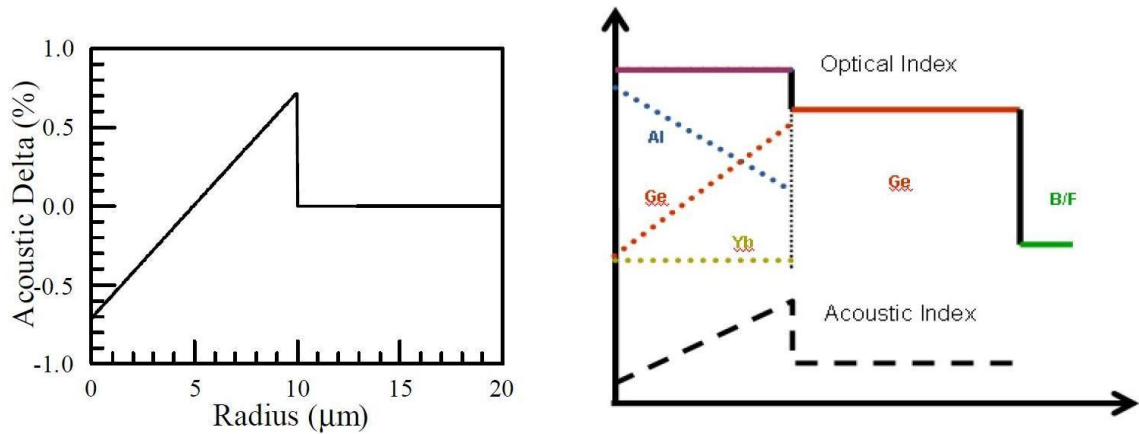 1.0
0.5
0.0
-0.5
-1.0
Acoustic Delta (%)
0 5 10 15 20
Radius (μm)
Optical Index
Al
Ge Ge
B/F
Yb
Acoustic Index